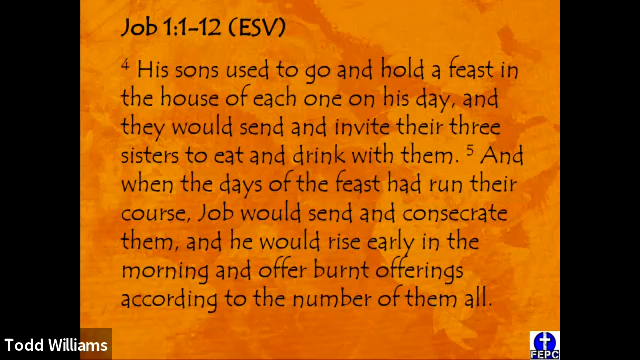 Job 1:1-12 (ESV)
4 His sons used to go and hold a feast in
the house of each one on his day, and
they would send and invite their three
sisters to eat and drink with them. 5 And
when the days of the feast had run their
course, Job would send and consecrate
them, and he would rise early in the
morning and offer burnt offerings
according to the number of them all.
Todd Williams
FEPC